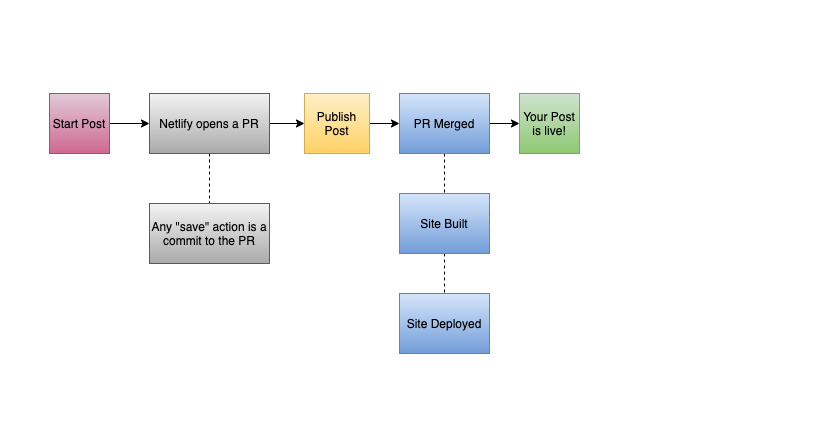 Start Post
Netlify opens a PR
Publish
Post
PR Merged
Your Post
is live!
Any "save" action is a
commit to the PR
Site Built
Site Deployed